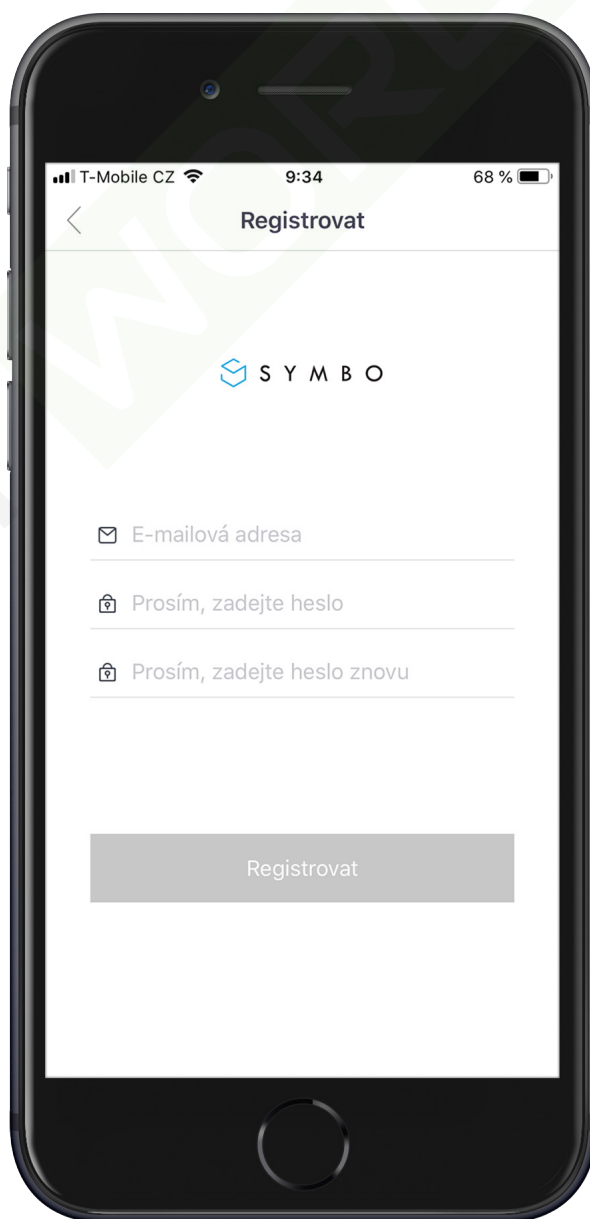 T-Mobile CZ 9:34 68 %
Registrovat
SYMBO
E-mailová adresa
Prosím, zadejte heslo
Prosím, zadejte heslo znovu
Registrovat